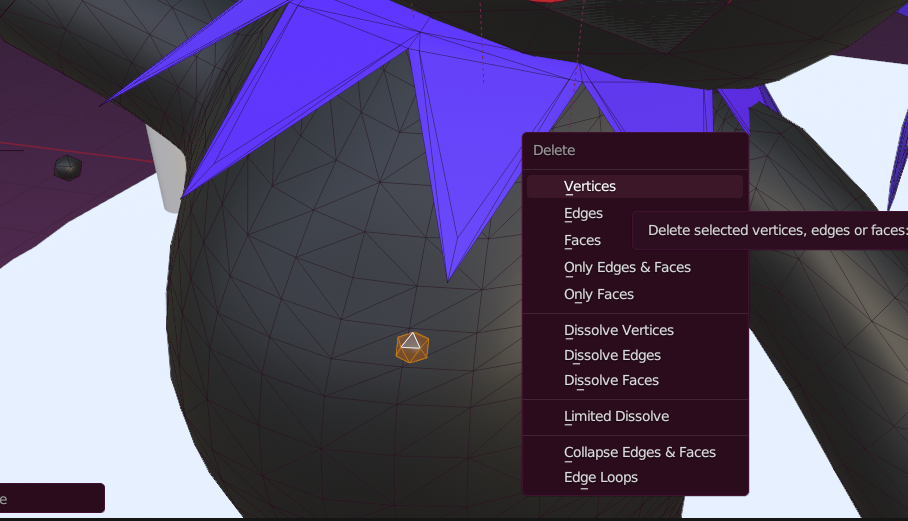 Delete
Vertices
Edges
Delete selected vertices, edges or faces:
Faces
Only Edges & Faces
Only Faces
Dissolve Vertices
Dissolve Edges
Dissolve Faces
Limited Dissolve
Collapse Edges & Faces
Edge Loops
e